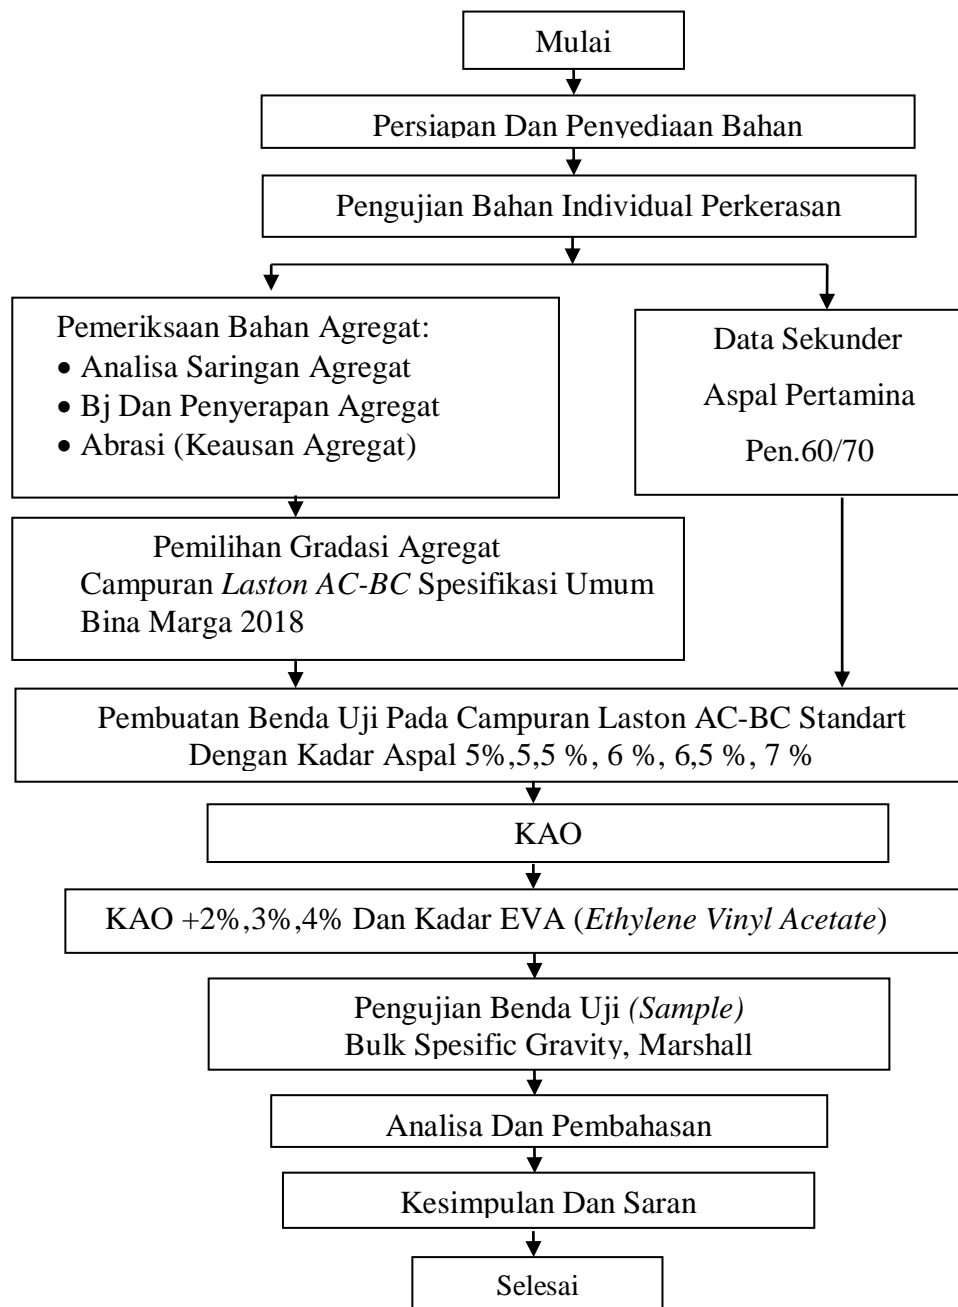 Mulai
Persiapan Dan Penyediaan Bahan
Pengujian Bahan Individual Perkerasan
Pemeriksaan Bahan Agregat:
• Analisa Saringan Agregat
• Bj Dan Penyerapan Agregat
• Abrasi (Keausan Agregat)
Data Sekunder
Aspal Pertamina
Pen.60/70
Pemilihan Gradasi Agregat
Campuran Laston AC-BC Spesifikasi Umum
Bina Marga 2018
Pembuatan Benda Uji Pada Campuran Laston AC-BC Standart
Dengan Kadar Aspal 5%,5,5 %, 6 %, 6,5 %, 7 %
KAO
KAO +2%,3%,4% Dan Kadar EVA (Ethylene Vinyl Acetate)
Pengujian Benda Uji (Sample)
Bulk Spesific Gravity, Marshall
Analisa Dan Pembahasan
Kesimpulan Dan Saran
Selesai